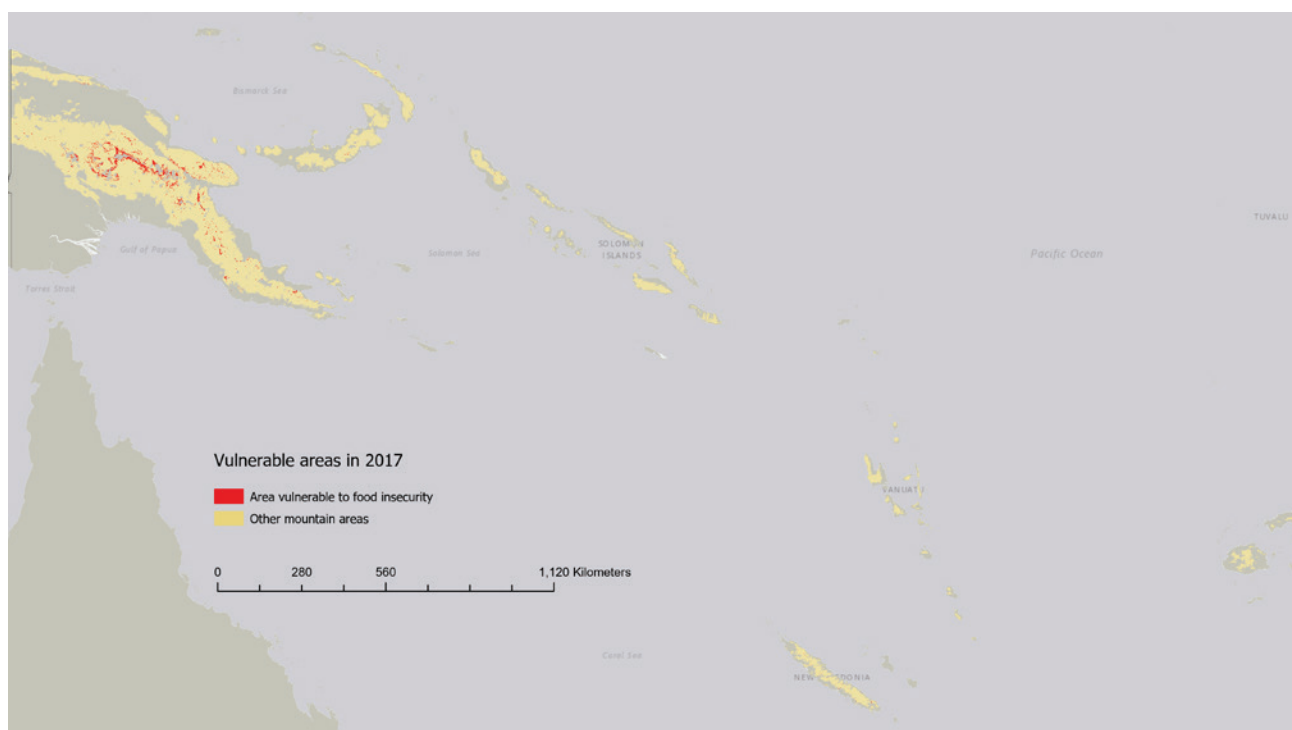 Bismarck Sea
TUVALU
Gulf of Papua
Solomon Sea
SOLOMON
ISLANDS
Pacific Ocean
Torres Strait
Vulnerable areas in 2017
Area vulnerable to food insecurity
Other mountain areas
VANUATU
0 280 560 1,120 Kilometers
Coral Sea
NEW CALEDONIA